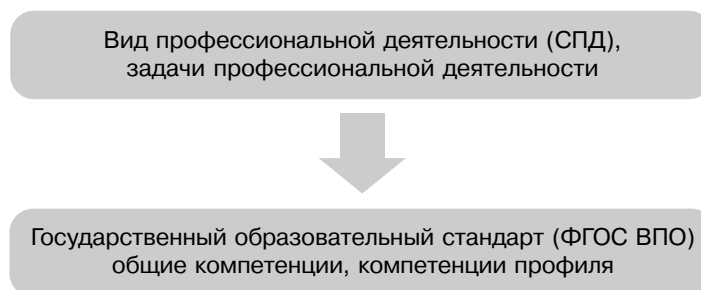 Вид профессиональной деятельности (СПД),
задачи профессиональной деятельности
Государственный образовательный стандарт (ФГОС ВПО)
общие компетенции, компетенции профиля